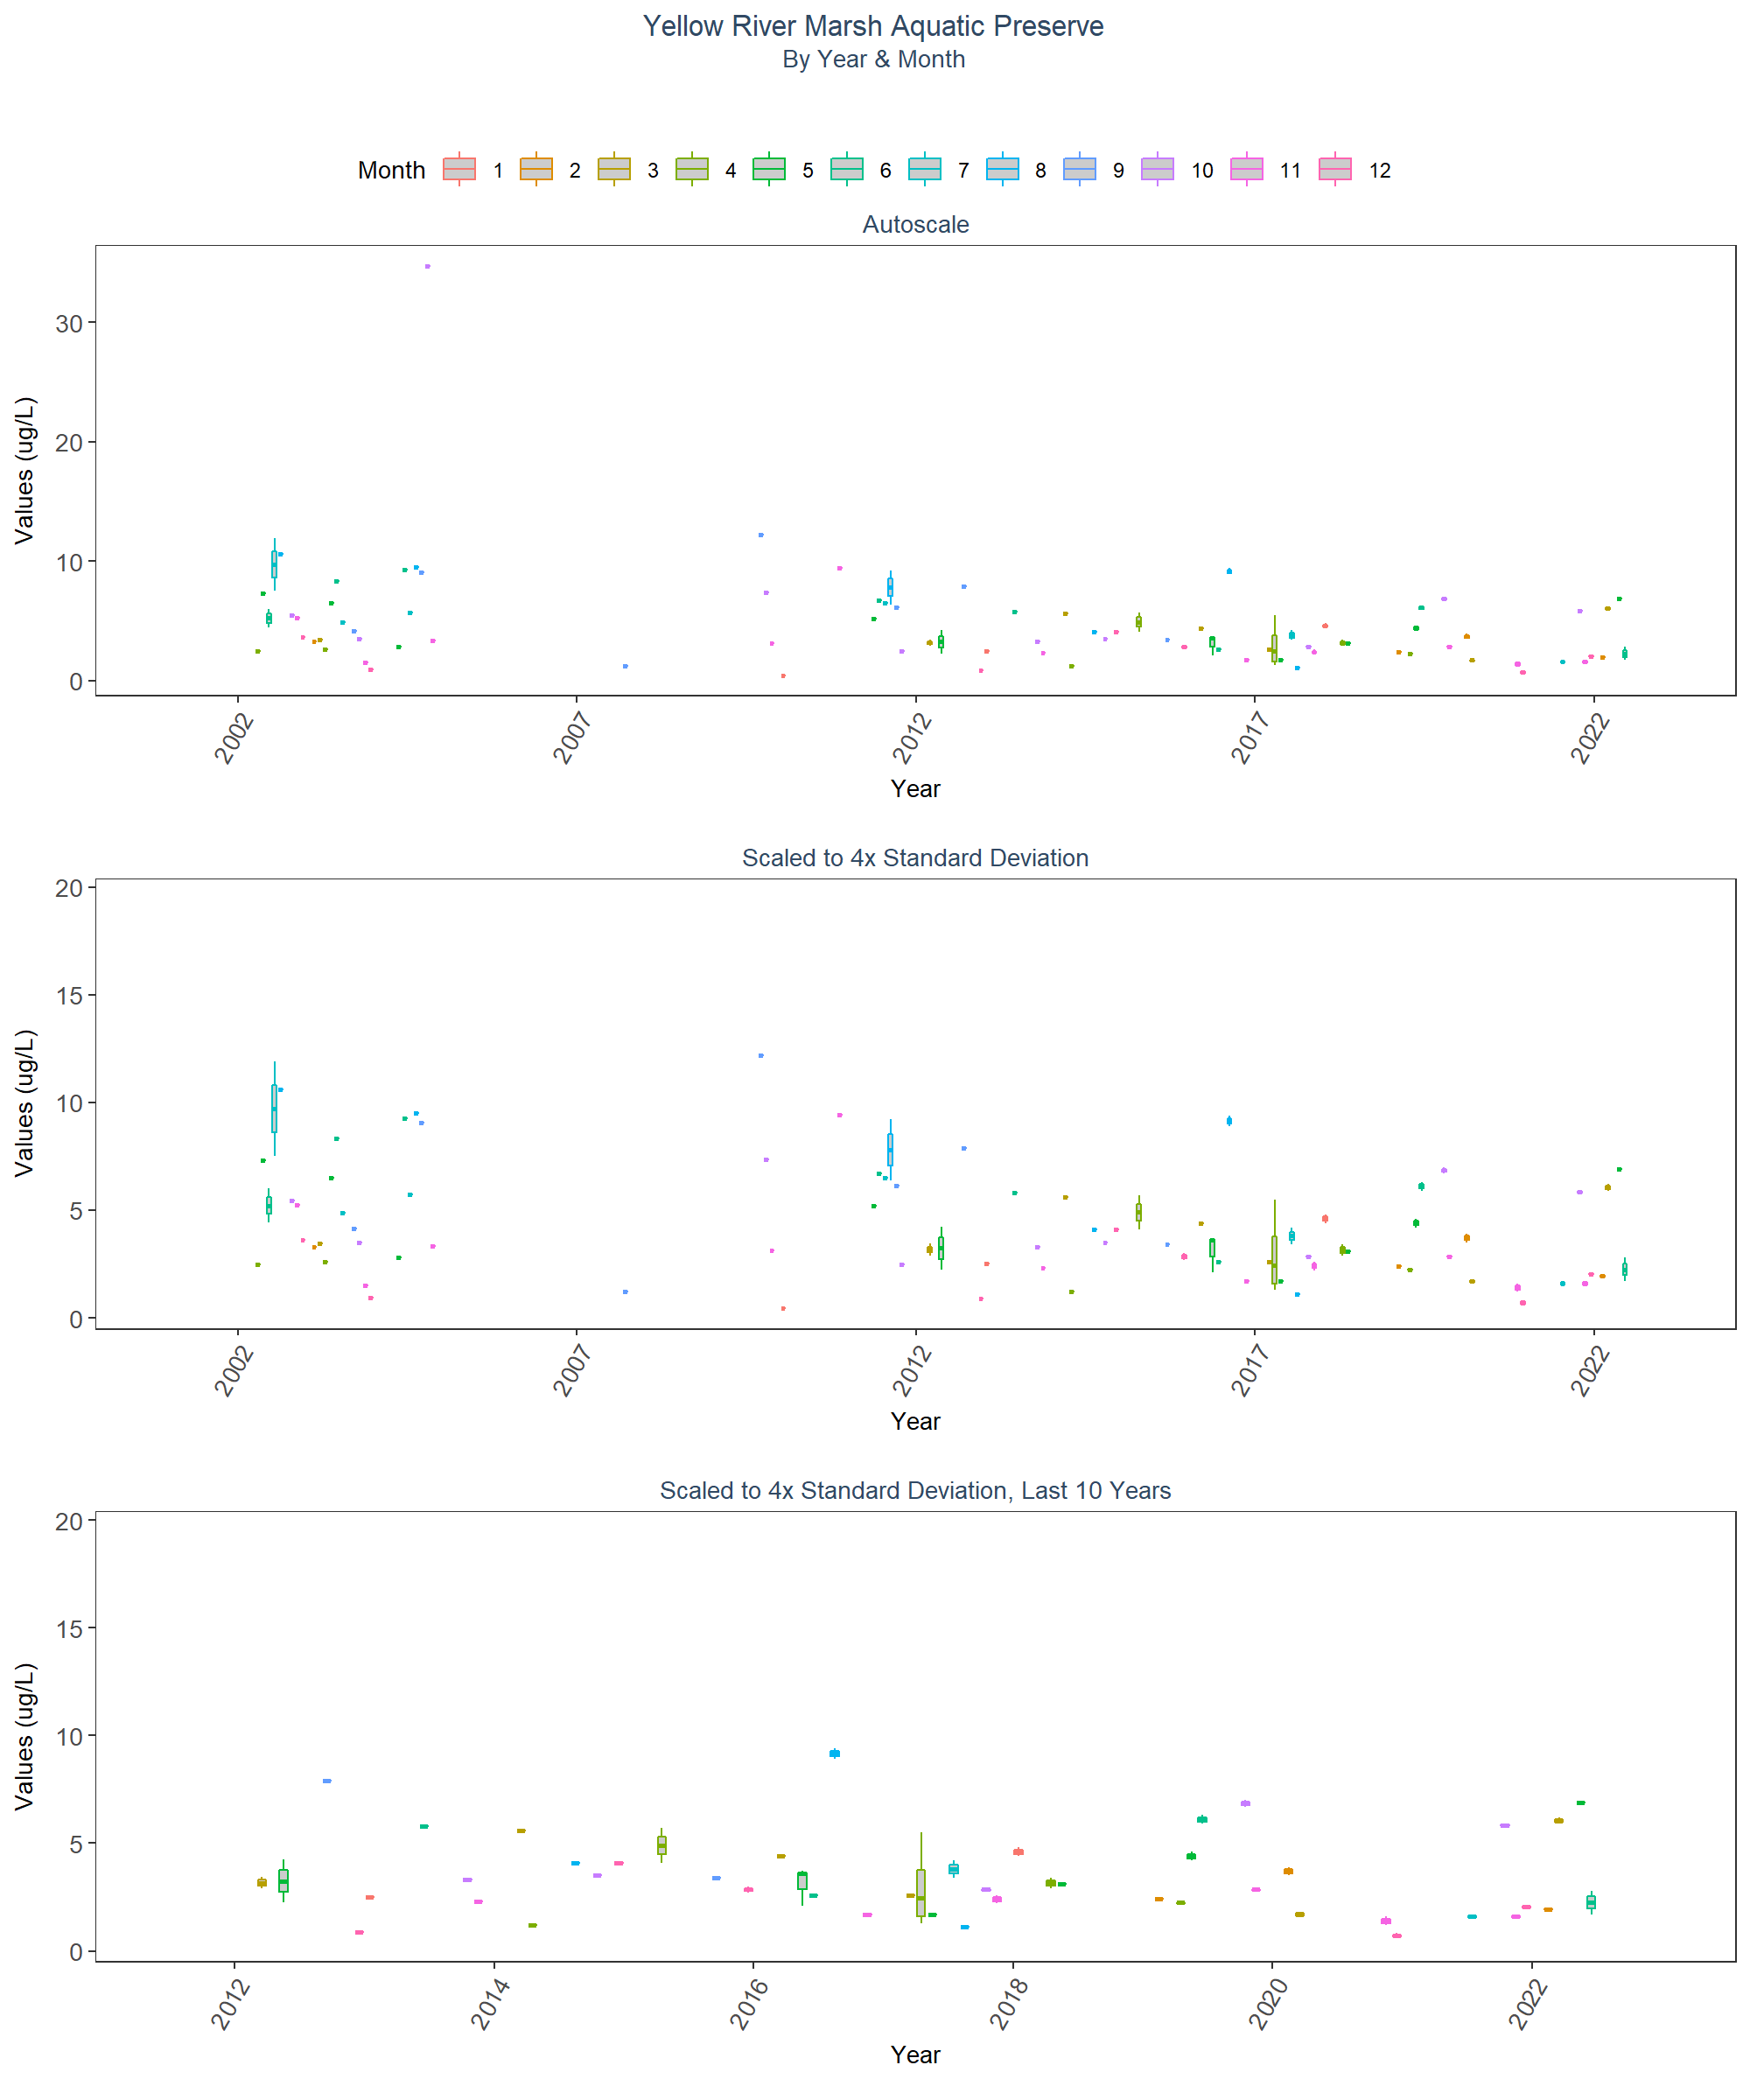 Yellow River Marsh Aquatic Preserve
By Year & Month
Month 1 2 3 4 5 6 7 8 9 10 11 12
Autoscale
Values (ug/L)
30
20
10
0
2002 2007 2012 2017 2022
Year
Scaled to 4x Standard Deviation
Values (ug/L)
20
15
10
5
0
2002 2007 2012 2017 2022
Year
Scaled to 4x Standard Deviation, Last 10 Years
Values (ug/L)
20
15
10
5
0
2012 2014 2016 2018 2020 2022
Year